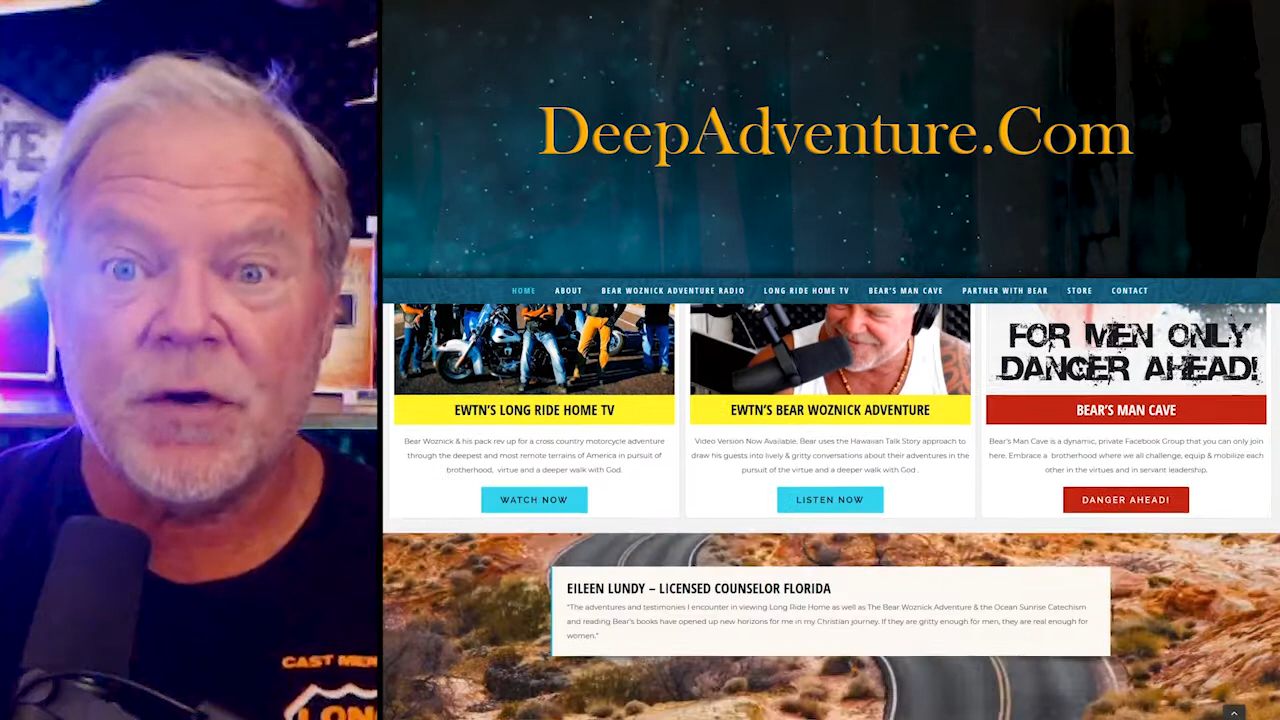 DeepAdventure.Com
HOME ABOUT BEAR WOZNICK ADVENTURE RADIO LONG RIDE HOME TV BEAR'S MAN CAVE PARTNER WITH BEAR STORE CONTACT
FOR MEN ONLY
DANGER AHEAD!
EWTN'S LONG RIDE HOME TV
Bear Woznick & his pack rev up for a cross country motorcycle adventure
through the deepest and most remote terrains of America in pursuit of
brotherhood, virtue and a deeper walk with God.
WATCH NOW
EWTN'S BEAR WOZNICK ADVENTURE
Video Version Now Available. Bear uses the Hawaiian Talk Story approach to
draw his guests into lively & gritty conversations about their adventures in the
pursuit of the virtue and a deeper walk with God .
LISTEN NOW
BEAR'S MAN CAVE
Bear's Man Cave is a dynamic, private Facebook Group that you can only join
here. Embrace a brotherhood where we all challenge, equip & mobilize each
other in the virtues and in servant leadership.
DANGER AHEAD!
EILEEN LUNDY – LICENSED COUNSELOR FLORIDA
"The adventures and testimonies I encounter in viewing Long Ride Home as well as The Bear Woznick Adventure & the Ocean Sunrise Catechism
and reading Bear's books have opened up new horizons for me in my Christian journey. If they are gritty enough for men, they are real enough for
women."
CAST
LON